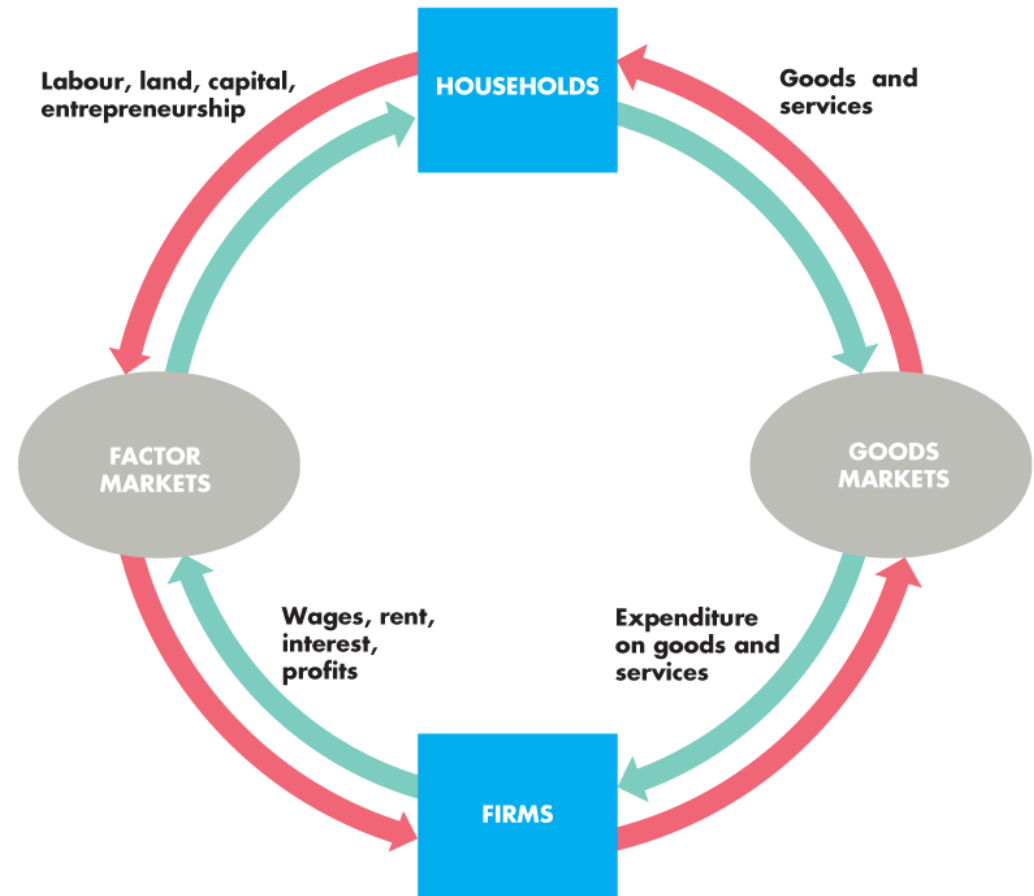 HOUSEHOLDS
Labour, land, capital,
entrepreneurship
Goods and
services
FACTOR
MARKETS
GOODS
MARKETS
Wages, rent,
interest,
profits
Expenditure
on goods and
services
FIRMS